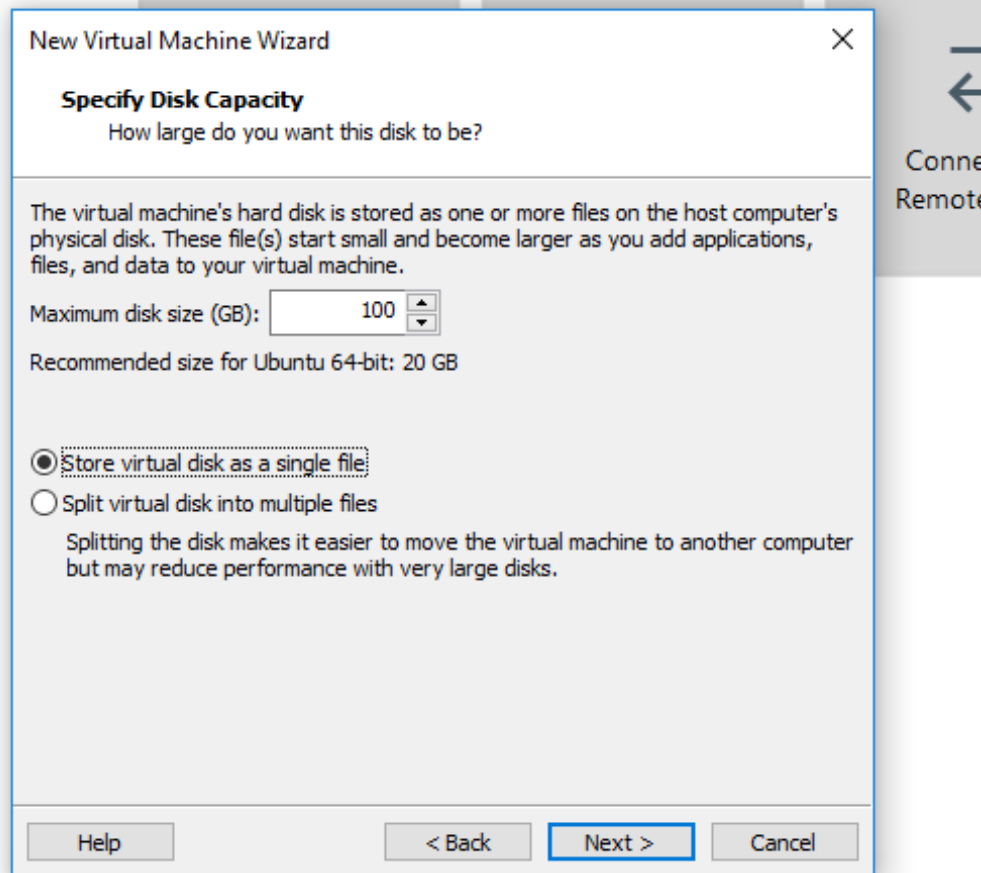 New Virtual Machine Wizard
Specify Disk Capacity
How large do you want this disk to be?
The virtual machine's hard disk is stored as one or more files on the host computer's
physical disk. These file(s) start small and become larger as you add applications,
files, and data to your virtual machine.
Maximum disk size (GB): 100
Recommended size for Ubuntu 64-bit: 20 GB
Store virtual disk as a single file
Split virtual disk into multiple files
Splitting the disk makes it easier to move the virtual machine to another computer
but may reduce performance with very large disks.
Help < Back Next > Cancel
Conne
Remote